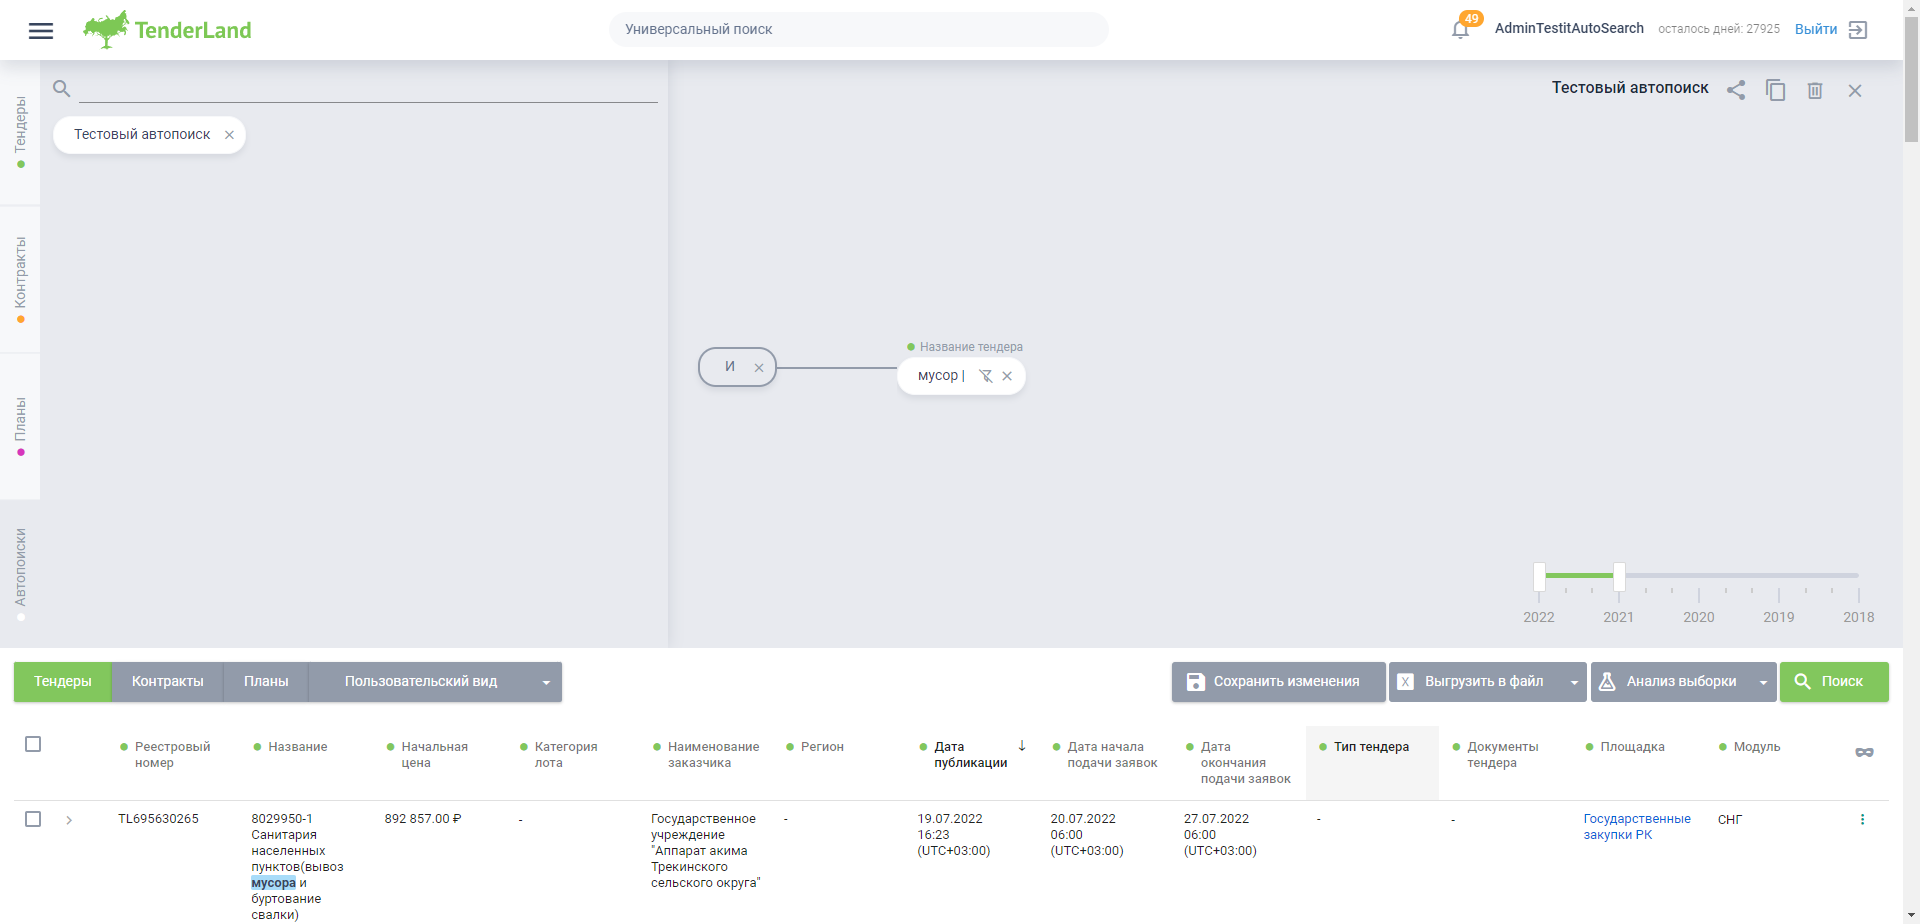 TenderLand
Универсальный поиск
49
AdminTestitAutoSearch
осталось дней: 27925
Выйти
Тендеры
Контракты
Планы
Автопоиски
Тестовый автопоиск
Тестовый автопоиск
И
Название тендера
мусор |
2022 2021 2020 2019 2018
Тендеры Контракты Планы Пользовательский вид
Сохранить изменения
X Выгрузить в файл
Анализ выборки
Поиск
Реестровый
номер
Название
Начальная
цена
Категория
лота
Наименование
заказчика
Регион
Дата
публикации
Дата начала
подачи заявок
Дата
окончания
подачи заявок
Тип тендера
Документы
тендера
Площадка
Модуль
TL695630265
8029950-1
Санитария
населенных
пунктов(вывоз
мусора и
буртование
свалки)
892 857.00 ₽
-
Государственное
учреждение
"Аппарат акима
Трекинского
сельского округа"
-
19.07.2022
16:23
(UTC+03:00)
20.07.2022
06:00
(UTC+03:00)
27.07.2022
06:00
(UTC+03:00)
-
-
Государственные
закупки РК
СНГ